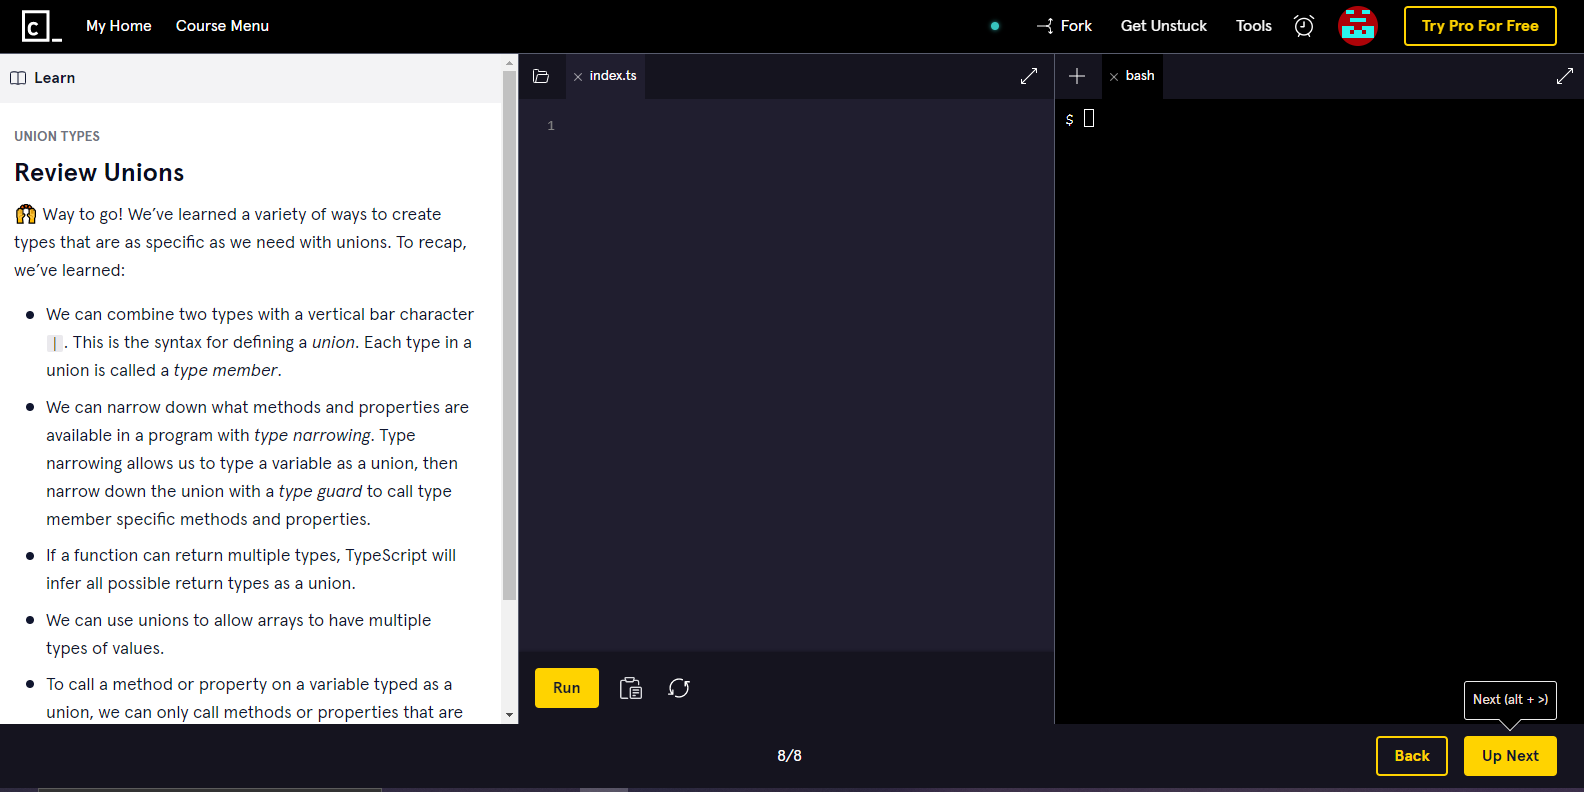 C_
My Home
Course Menu
Fork
Get Unstuck
Tools
Try Pro For Free
Learn
UNION TYPES
Review Unions
🙌 Way to go! We’ve learned a variety of ways to create
types that are as specific as we need with unions. To recap,
we’ve learned:
We can combine two types with a vertical bar character
|. This is the syntax for defining a union. Each type in a
union is called a type member.
We can narrow down what methods and properties are
available in a program with type narrowing. Type
narrowing allows us to type a variable as a union, then
narrow down the union with a type guard to call type
member specific methods and properties.
If a function can return multiple types, TypeScript will
infer all possible return types as a union.
We can use unions to allow arrays to have multiple
types of values.
To call a method or property on a variable typed as a
union, we can only call methods or properties that are
index.ts
1
Run
bash
$
Next (alt + >)
8/8
Back
Up Next